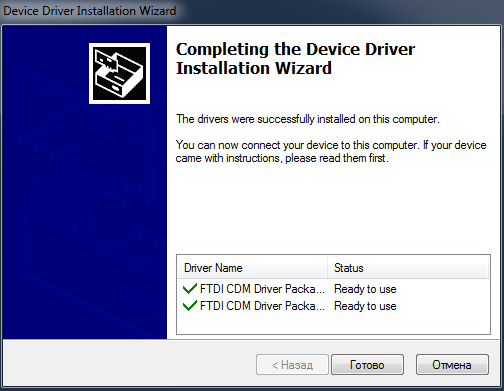 Device Driver Installation Wizard
Completing the Device Driver
Installation Wizard
The drivers were successfully installed on this computer.
You can now connect your device to this computer. If your device
came with instructions, please read them first.
Driver Name Status
FTDI CDM Driver Packa... Ready to use
FTDI CDM Driver Packa... Ready to use
< Назад Готово Отмена